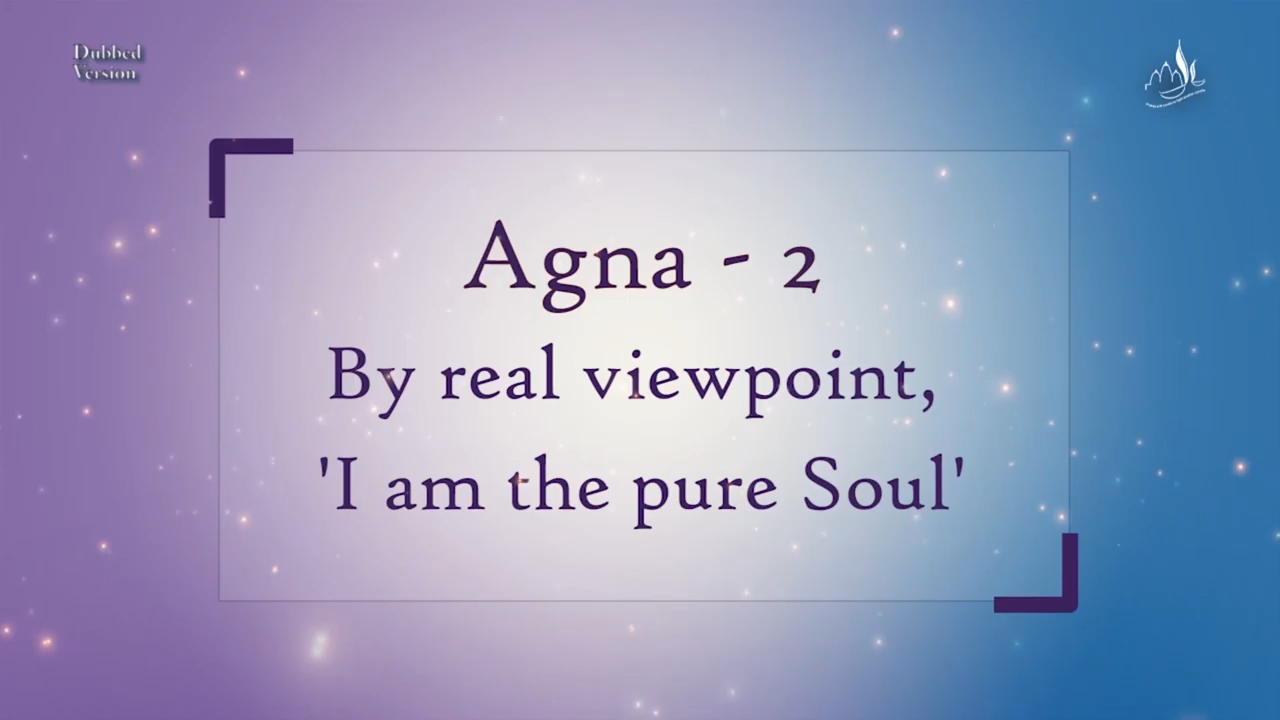 Dubbed
Version
Agna - 2
By real viewpoint,
'I am the pure Soul'